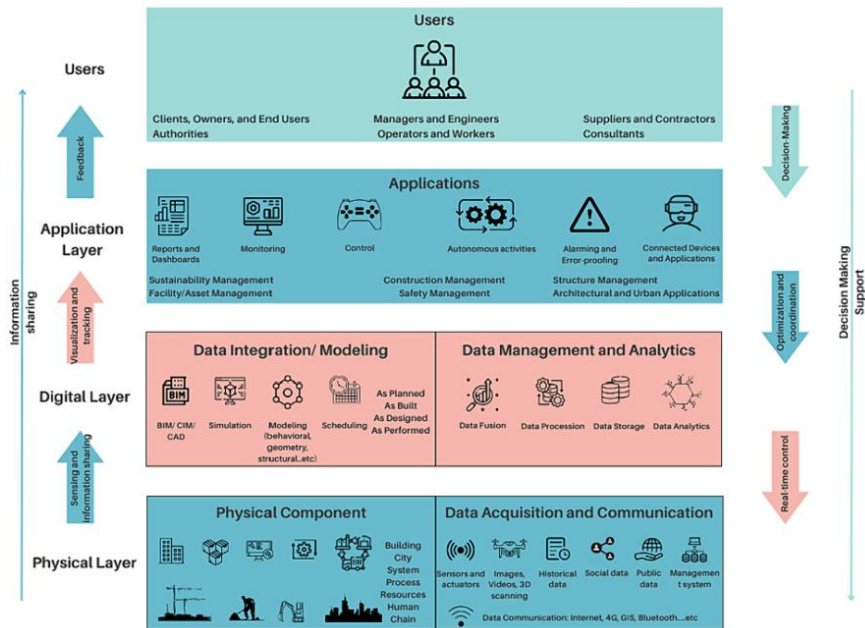 Users
Users
Clients, Owners, and End Users
Authorities
Managers and Engineers
Operators and Workers
Suppliers and Contractors
Consultants
Feedback
Decision-Making
Application
Layer
Applications
Reports and
Dashboards
Monitoring
Control
Autonomous activities
Alarming and
Error-proofing
Connected Devices
and Applications
Sustainability Management
Facility/Asset Management
Construction Management
Safety Management
Structure Management
Architectural and Urban Applications
Information
sharing
Visualization and
tracking
Optimization and
coordination
Decision Making
Support
Digital Layer
Data Integration/ Modeling
BIM
BIM/ CIM/
CAD
Simulation
Modeling
(behavioral,
geometry,
structural...etc)
Scheduling
As Planned
As Built
As Designed
As Performed
Data Management and Analytics
Data Fusion
Data Procession
Data Storage
Data Analytics
Sensing and
information sharing
Real-time control
Physical Layer
Physical Component
Building
City
System
Process
Resources
Human
Chain
Data Acquisition and Communication
Sensors and
actuators
Images,
Videos, 3D
scanning
Historical
data
Social data
Public
data
Managemen
t system
Data Communication: Internet, 4G, GIS, Bluetooth....etc